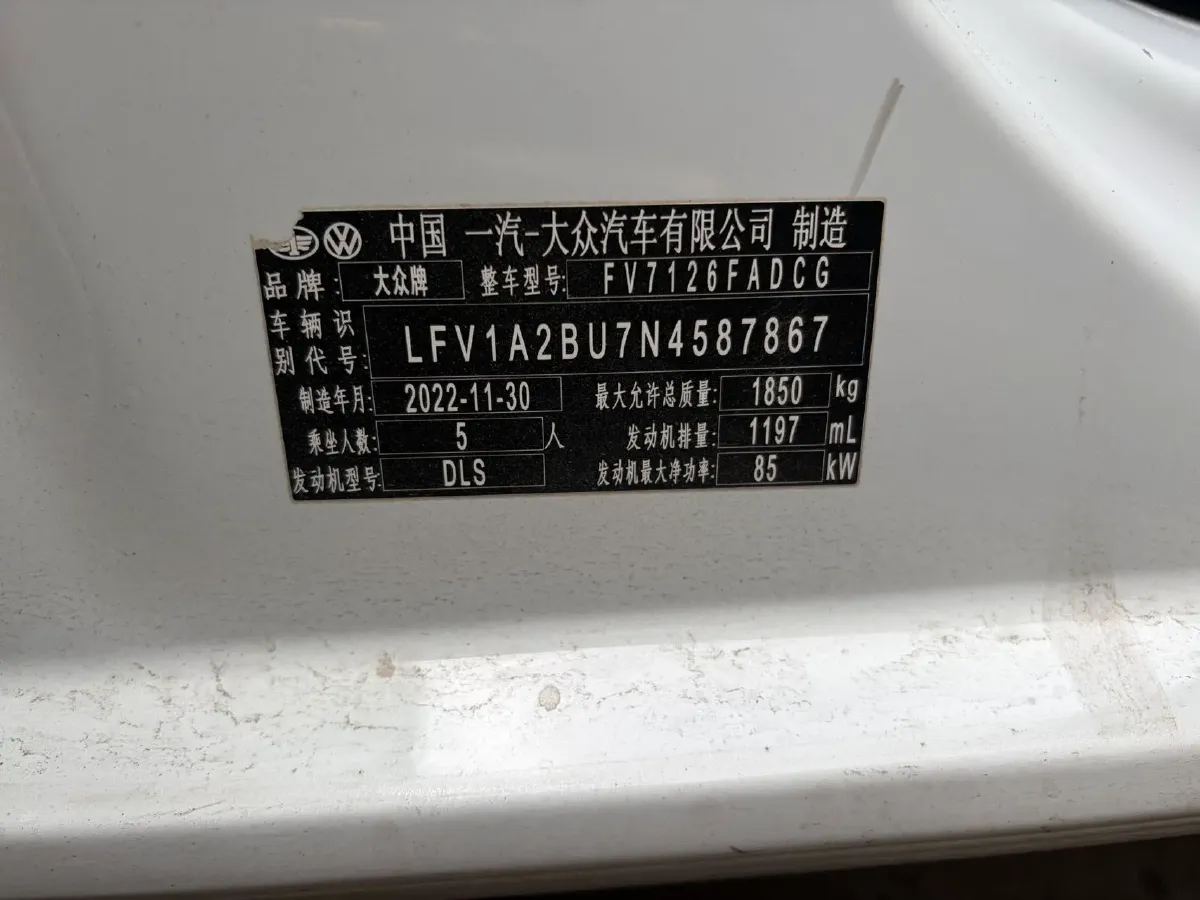 中国 一汽-大众汽车有限公司 制造
品牌: 大众牌 整车型号: FV7126FADCG
车辆识别代号: LFV1A2BU7N4587867
制造年月: 2022-11-30 最大允许总质量: 1850 kg
乘坐人数: 5 人 发动机排量: 1197 mL
发动机型号: DLS 发动机最大净功率: 85 kW